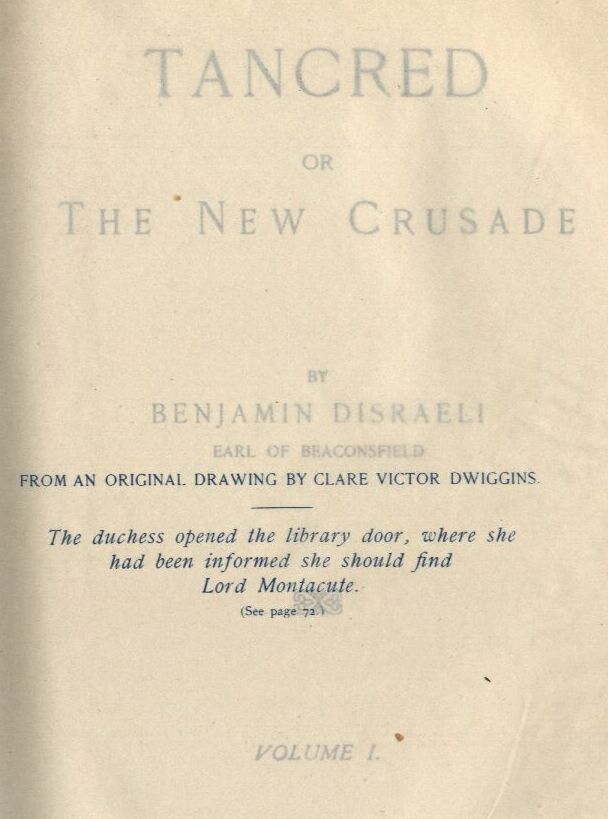 TANCRED
OR
THE NEW CRUSADE
BY
BENJAMIN DISRAELI
EARL OF BEACONSFIELD
FROM AN ORIGINAL DRAWING BY CLARE VICTOR DWIGGINS.
The duchess opened the library door, where she
had been informed she should find
Lord Montacute.
(See page 72.)
VOLUME I.